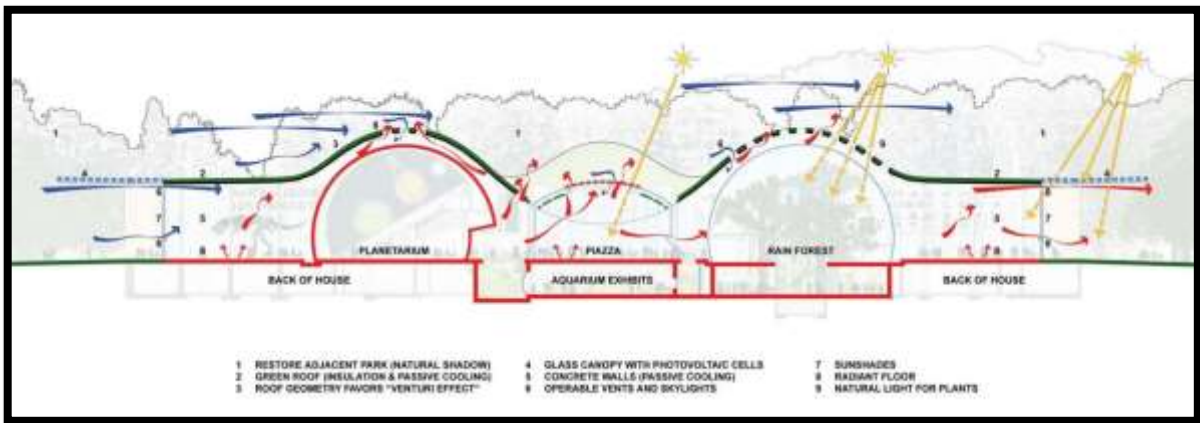 PLANETARIUM
PIAZZA
RAIN FOREST
BACK OF HOUSE
AQUARIUM EXHIBITS
BACK OF HOUSE
1 RESTORE ADJACENT PARK (NATURAL SHADOW)
2 GREEN ROOF (INSULATION & PASSIVE COOLING)
3 ROOF GEOMETRY FAVORS "VENTURI EFFECT"
4 GLASS CANOPY WITH PHOTOVOLTAIC CELLS
5 CONCRETE WALLS (PASSIVE COOLING)
6 OPERABLE VENTS AND SKYLIGHTS
7 SUNSHADES
8 RADIANT FLOOR
9 NATURAL LIGHT FOR PLANTS